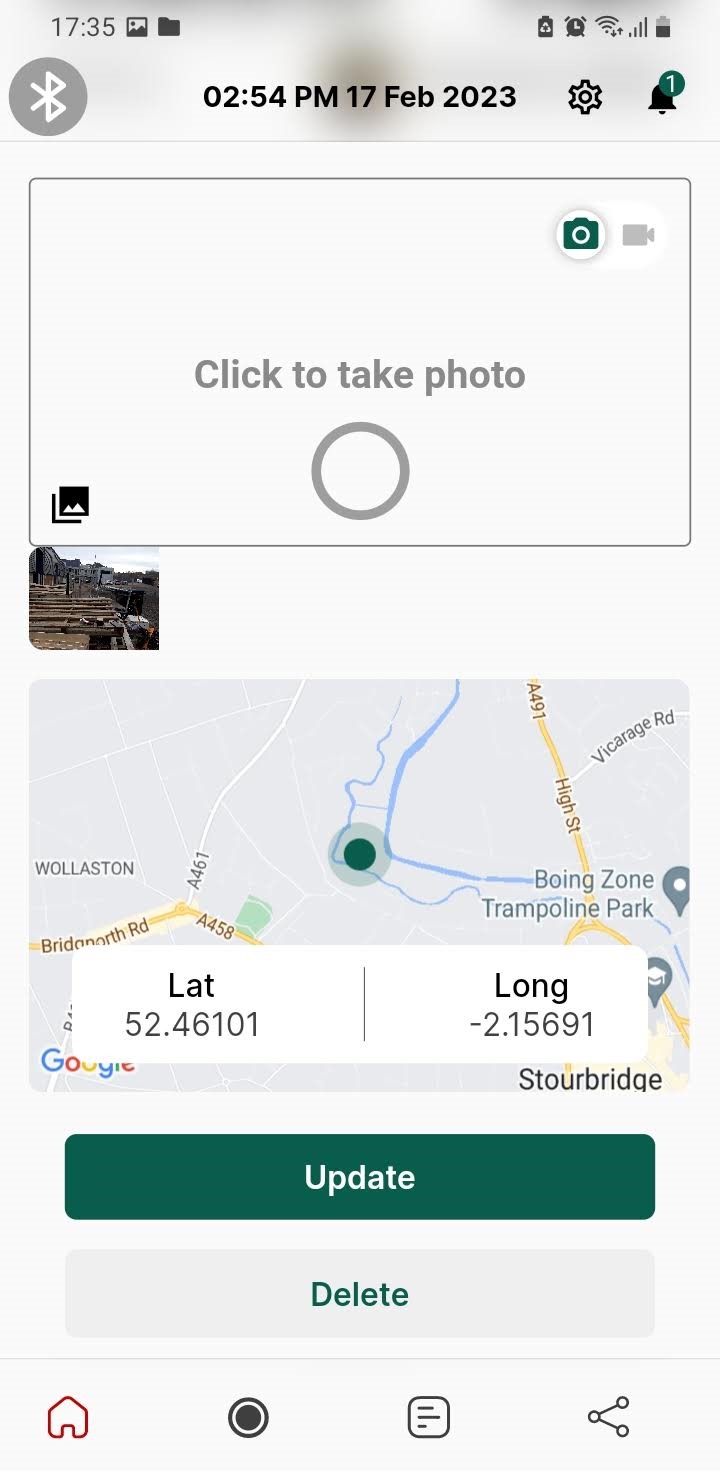 17:35
02:54 PM 17 Feb 2023
1
Click to take photo
A491
Vicarage Rd
High St
WOLLASTON
A461
Boing Zone
Trampoline Park
A458
Bridgnorth Rd
Lat
Long
52.46101
-2.15691
Google
Stourbridge
Update
Delete